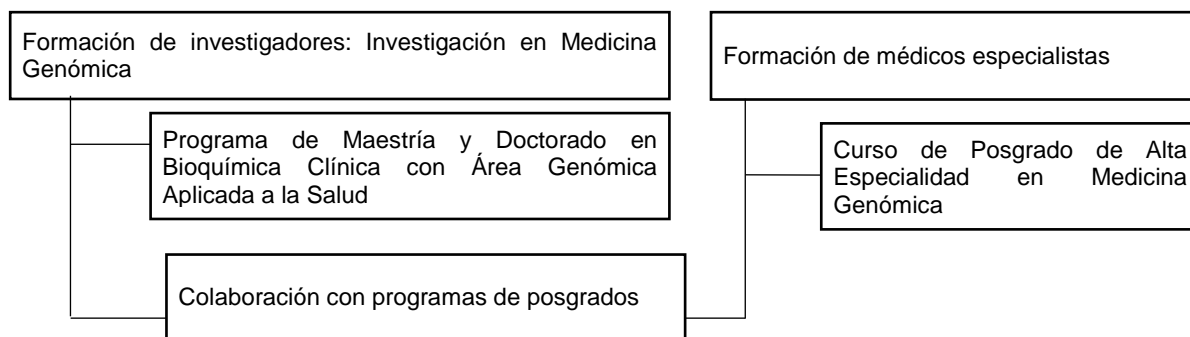 Formación de investigadores: Investigación en Medicina
Genómica
Formación de médicos especialistas
Programa de Maestría y Doctorado en
Bioquímica Clínica con Área Genómica
Aplicada a la Salud
Curso de Posgrado de Alta
Especialidad en Medicina
Genómica
Colaboración con programas de posgrados